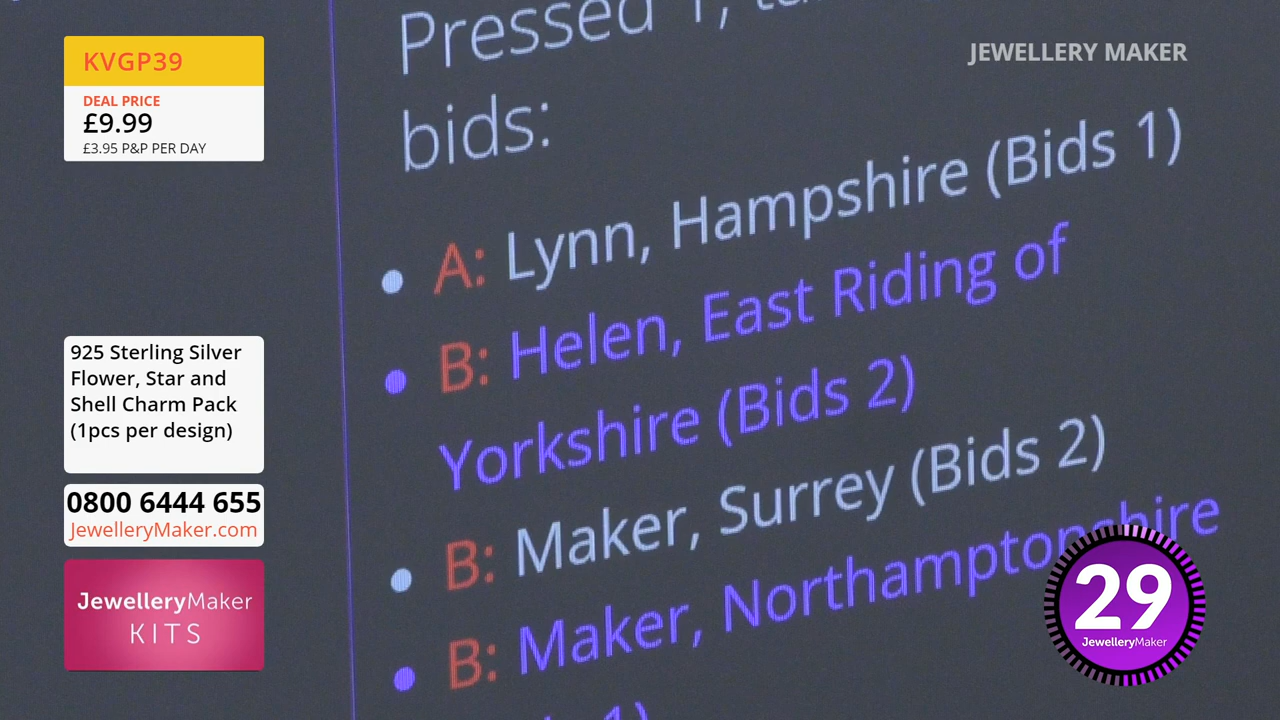 KVGP39
DEAL PRICE
£9.99
£3.95 P&P PER DAY
JEWELLERY MAKER
Pressed 1,
bids:
A: Lynn, Hampshire (Bids 1)
B: Helen, East Riding of
Yorkshire (Bids 2)
B: Maker, Surrey (Bids 2)
B: Maker, Northamptonshire
1)
925 Sterling Silver
Flower, Star and
Shell Charm Pack
(1pcs per design)
0800 6444 655
JewelleryMaker.com
JewelleryMaker
KITS
29
JewelleryMaker